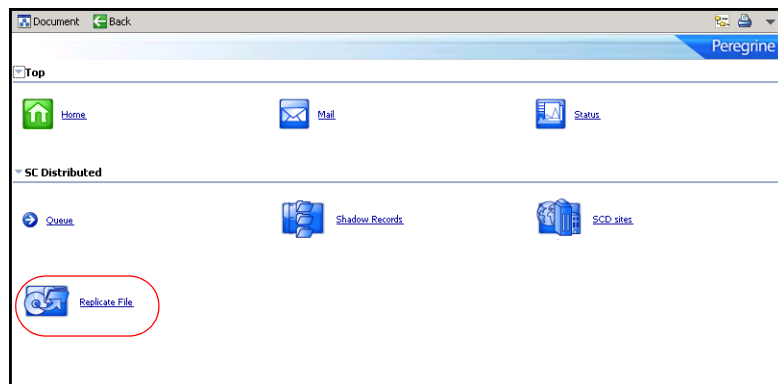 Document Back
Peregrine
Top
Home Mail Status
SC Distributed
Queue Shadow Records SCD sites
Replicate File